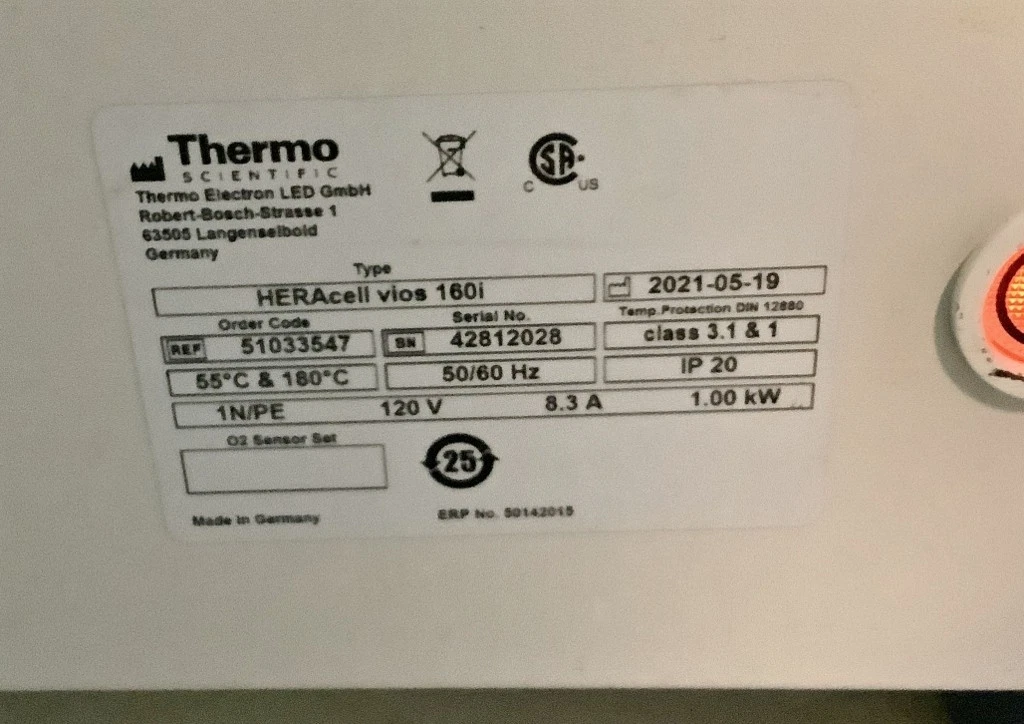 Thermo
SCIENTIFIC
Thermo Electron LED GmbH
Robert-Bosch-Strasse 1
63505 Langenselbold
Germany
C SA US
Type
HERAcell vios 160i
2021-05-19
Order Code
Serial No.
Temp.Protection DIN 12880
REF 51033547
SN 42812028
class 3.1 & 1
55°C & 180°C
50/60 Hz
IP 20
1N/PE 120 V 8.3 A 1.00 kW
O2 Sensor Set
25
Made in Germany
ERP No. 50142015